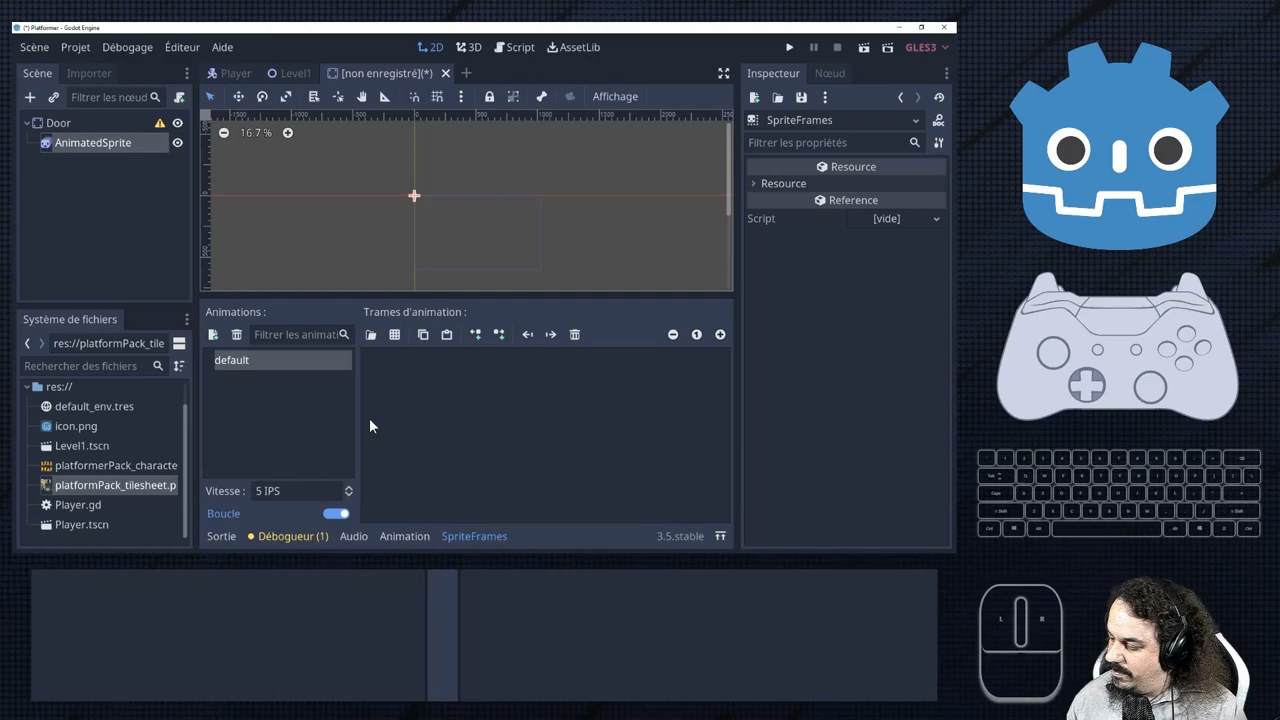 (*) Platformer - Godot Engine
Scène Projet Débogage Éditeur Aide
2D 3D Script AssetLib
GLES3
Scène Importer
Player Level1 [non enregistré](*)
Inspecteur Nœud
Filtrer les nœud
Affichage
Door
AnimatedSprite
16.7 %
SpriteFrames
Filtrer les propriétés
Resource
Resource
Reference
Script [vide]
Système de fichiers
res://platformPack_tile
Rechercher des fichiers
res://
default_env.tres
icon.png
Level1.tscn
platformerPack_characte
platformPack_tilesheet.p
Player.gd
Player.tscn
Animations : Trames d'animation :
Filtrer les animati
default
Vitesse : 5 IPS
Boucle
Sortie Débogueur (1) Audio Animation SpriteFrames 3.5.stable
L R